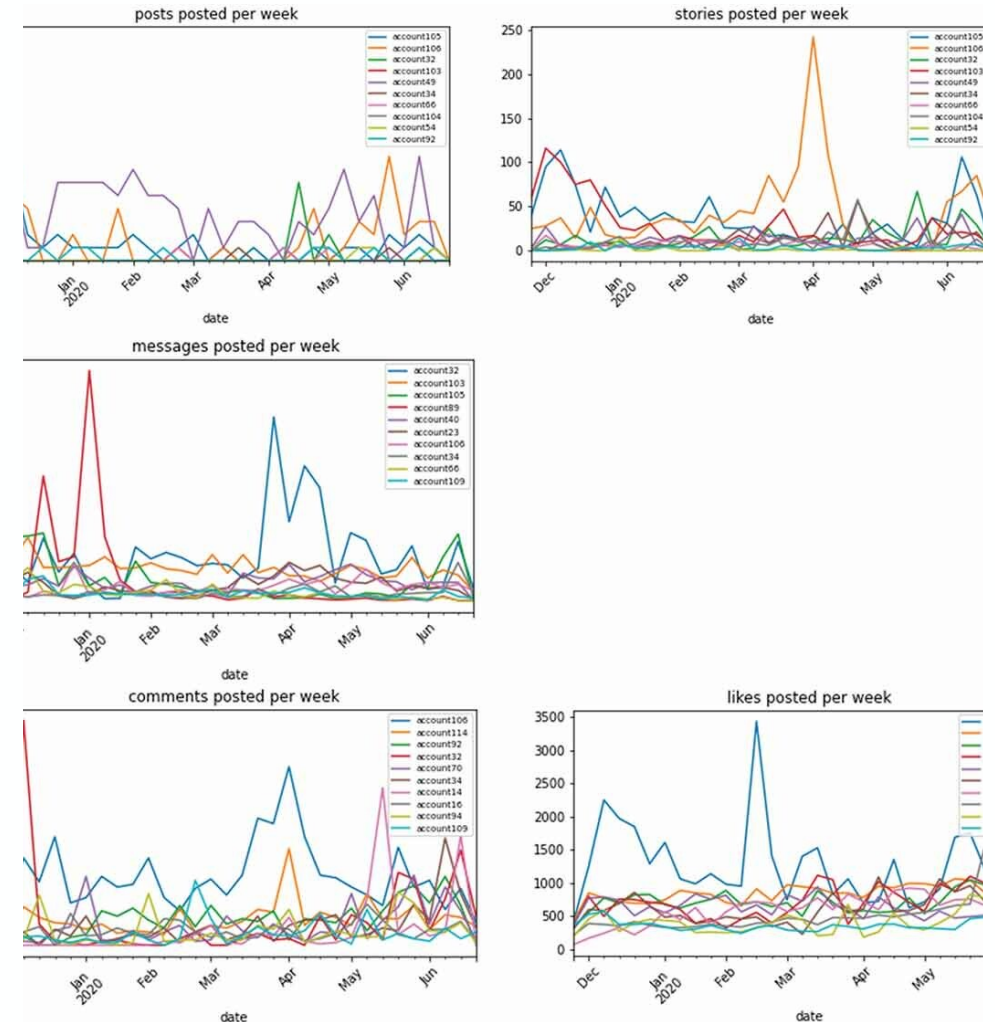 posts posted per week
account105
account106
account32
account103
account49
account34
account66
account104
account54
account92
Jan
2020
Feb
Mar
Apr
May
Jun
date
stories posted per week
250
200
150
100
50
0
account105
account106
account32
account103
account49
account34
account66
account104
account54
account92
Dec
Jan
2020
Feb
Mar
Apr
May
Jun
date
messages posted per week
account32
account103
account105
account89
account40
account23
account106
account34
account66
account109
Jan
2020
Feb
Mar
Apr
May
Jun
date
comments posted per week
account106
account114
account92
account32
account70
account34
account14
account16
account94
account109
Jan
2020
Feb
Mar
Apr
May
Jun
date
likes posted per week
3500
3000
2500
2000
1500
1000
500
0
Dec
Jan
2020
Feb
Mar
Apr
May
date